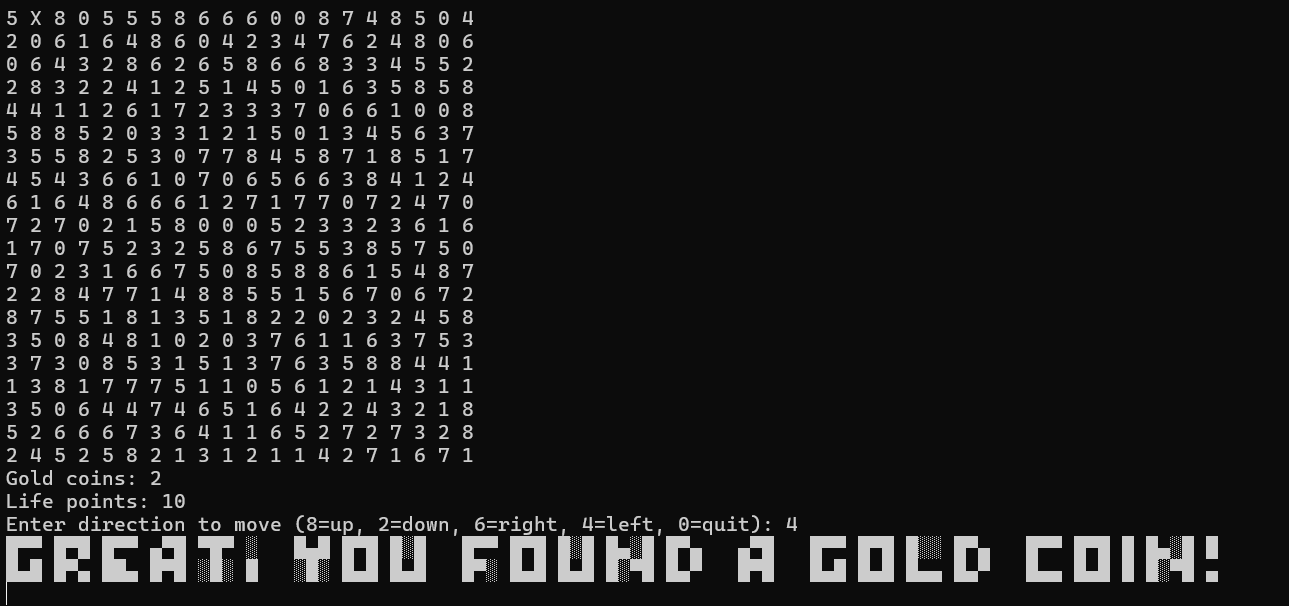 5 X 8 0 5 5 5 8 6 6 6 0 0 8 7 4 8 5 0 4
2 0 6 1 6 4 8 6 0 4 2 3 4 7 6 2 4 8 0 6
0 6 4 3 2 8 6 2 6 5 8 6 6 8 3 3 4 5 5 2
2 8 3 2 2 4 1 2 5 1 4 5 0 1 6 3 5 8 5 8
4 4 1 1 2 6 1 7 2 3 3 3 7 0 6 6 1 0 0 8
5 8 8 5 2 0 3 3 1 2 1 5 0 1 3 4 5 6 3 7
3 5 5 8 2 5 3 0 7 7 8 4 5 8 7 1 8 5 1 7
4 5 4 3 6 6 1 0 7 0 6 5 6 6 3 8 4 1 2 4
6 1 6 4 8 6 6 6 1 2 7 1 7 7 0 7 2 4 7 0
7 2 7 0 2 1 5 8 0 0 0 5 2 3 3 2 3 6 1 6
1 7 0 7 5 2 3 2 5 8 6 7 5 5 3 8 5 7 5 0
7 0 2 3 1 6 6 7 5 0 8 5 8 8 6 1 5 4 8 7
2 2 8 4 7 7 1 4 8 8 5 5 1 5 6 7 0 6 7 2
8 7 5 5 1 8 1 3 5 1 8 2 2 0 2 3 2 4 5 8
3 5 0 8 4 8 1 0 2 0 3 7 6 1 1 6 3 7 5 3
3 7 3 0 8 5 3 1 5 1 3 7 6 3 5 8 8 4 4 1
1 3 8 1 7 7 7 5 1 1 0 5 6 1 2 1 4 3 1 1
3 5 0 6 4 4 7 4 6 5 1 6 4 2 2 4 3 2 1 8
5 2 6 6 6 7 3 6 4 1 1 6 5 2 7 2 7 3 2 8
2 4 5 2 5 8 2 1 3 1 2 1 1 4 2 7 1 6 7 1
Gold coins: 2
Life points: 10
Enter direction to move (8=up, 2=down, 6=right, 4=left, 0=quit): 4
GREAT, YOU FOUND A GOLD COIN!